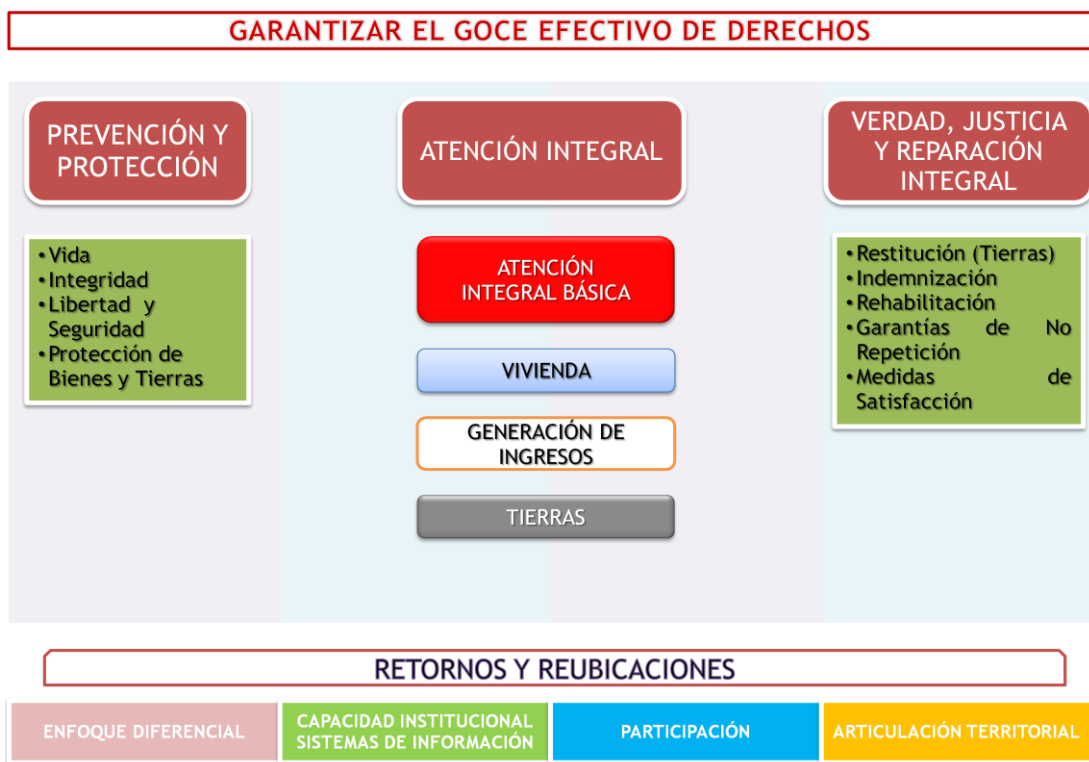 GARANTIZAR EL GOCE EFECTIVO DE DERECHOS
PREVENCIÓN Y
PROTECCIÓN
• Vida
• Integridad
• Libertad y
Seguridad
• Protección de
Bienes y Tierras
ATENCIÓN INTEGRAL
ATENCIÓN
INTEGRAL BÁSICA
VIVIENDA
GENERACIÓN DE
INGRESOS
TIERRAS
VERDAD, JUSTICIA
Y REPARACIÓN
INTEGRAL
• Restitución (Tierras)
• Indemnización
• Rehabilitación
• Garantías de No
Repetición
• Medidas de
Satisfacción
RETORNOS Y REUBICACIONES
ENFOQUE DIFERENCIAL
CAPACIDAD INSTITUCIONAL
SISTEMAS DE INFORMACIÓN
PARTICIPACIÓN
ARTICULACIÓN TERRITORIAL